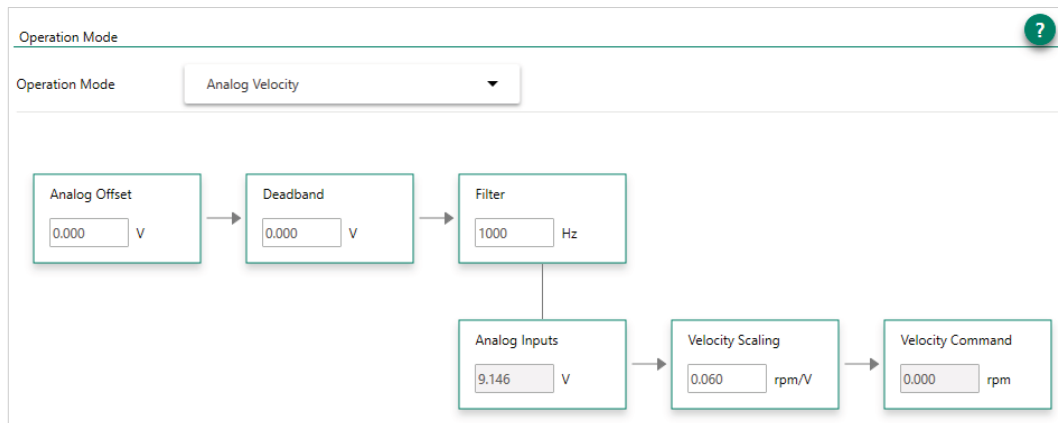 Operation Mode
?
Operation Mode Analog Velocity
Analog Offset
0.000 V
Deadband
0.000 V
Filter
1000 Hz
Analog Inputs
9.146 V
Velocity Scaling
0.060 rpm/V
Velocity Command
0.000 rpm